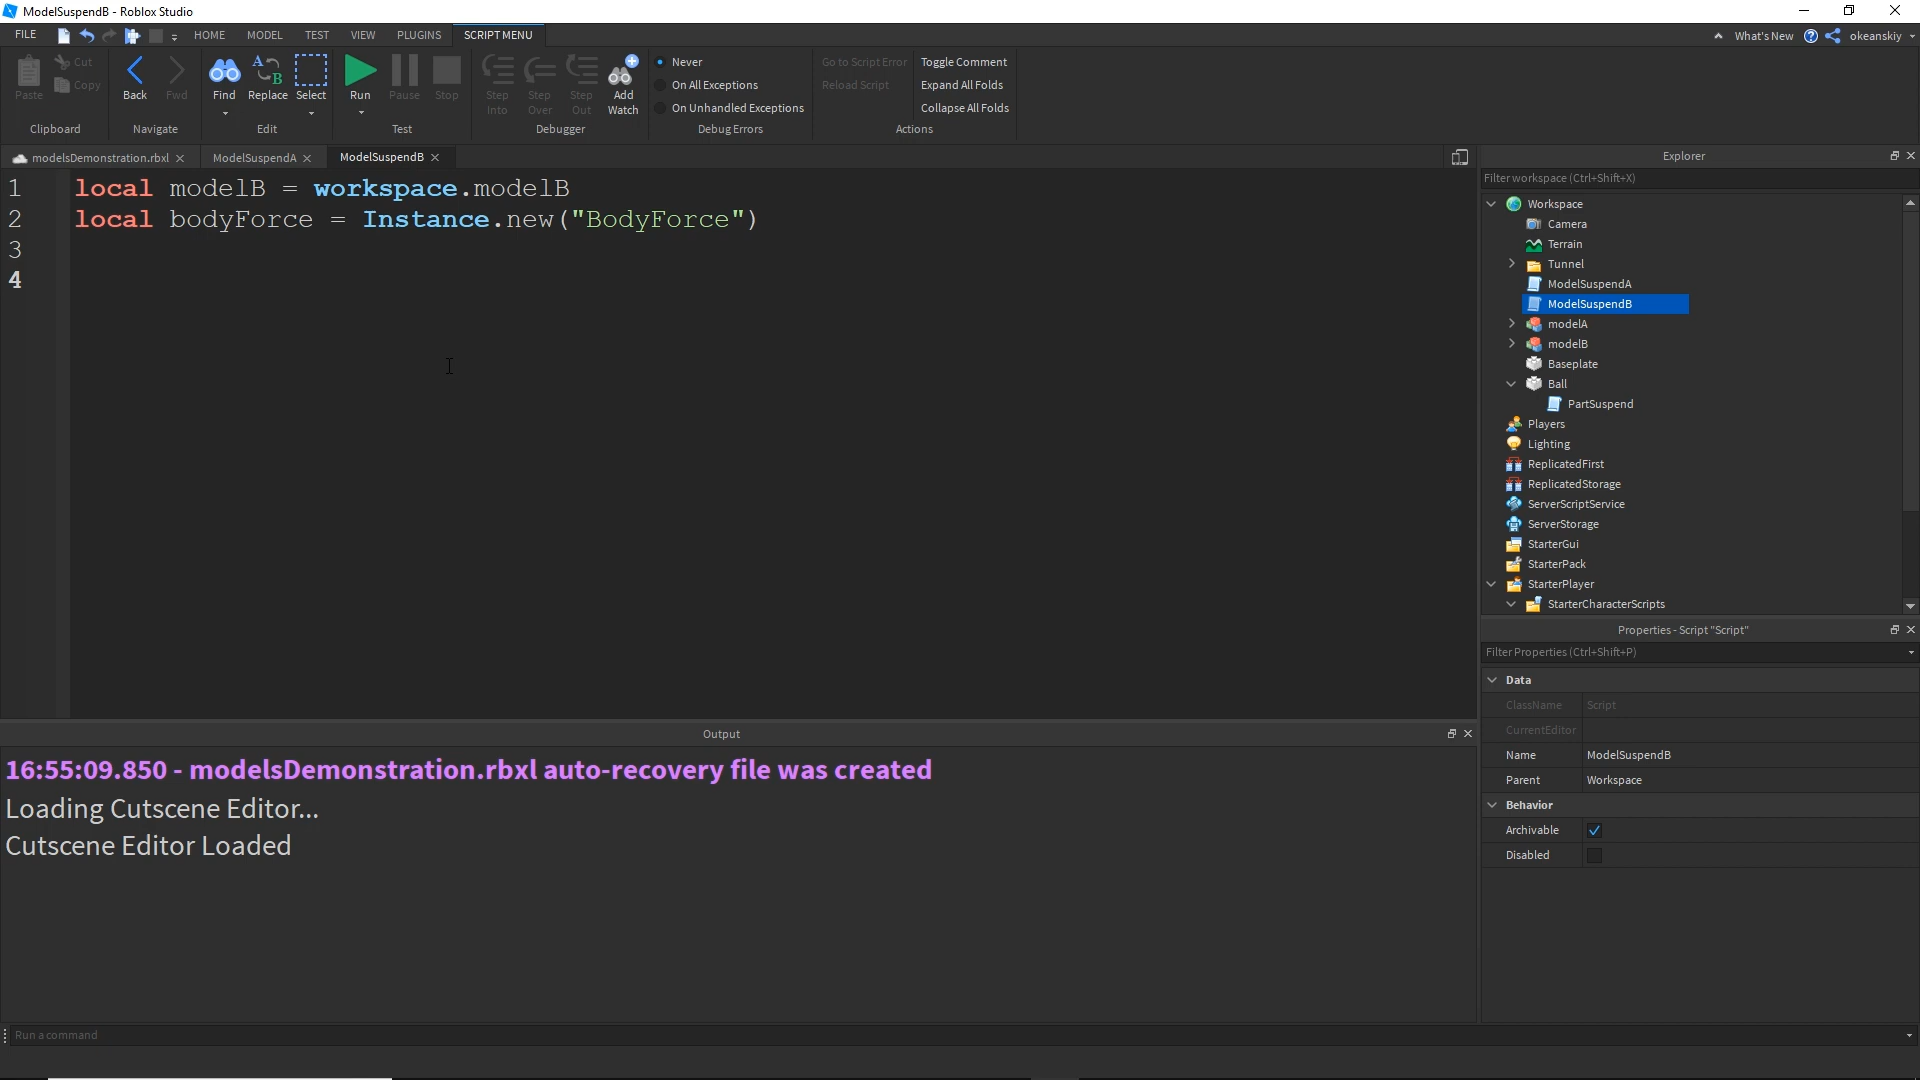 ModelSuspendB - Roblox Studio
FILE HOME MODEL TEST VIEW PLUGINS SCRIPT MENU What's New okeanskiy
Paste Cut Copy Back Fwd Find Replace Select Run Pause Stop Step Into Step Over Step Out Add Watch
Never
On All Exceptions
On Unhandled Exceptions
Go to Script Error
Reload Script
Toggle Comment
Expand All Folds
Collapse All Folds
Clipboard Navigate Edit Test Debugger Debug Errors Actions
modelsDemonstration.rbxl ModelSuspendA ModelSuspendB
1 local modelB = workspace.modelB
2 local bodyForce = Instance.new("BodyForce")
3
4
Explorer
Filter workspace (Ctrl+Shift+X)
Workspace
Camera
Terrain
Tunnel
ModelSuspendA
ModelSuspendB
modelA
modelB
Baseplate
Ball
PartSuspend
Players
Lighting
ReplicatedFirst
ReplicatedStorage
ServerScriptService
ServerStorage
StarterGui
StarterPack
StarterPlayer
StarterCharacterScripts
Properties - Script "Script"
Filter Properties (Ctrl+Shift+P)
Data
ClassName Script
CurrentEditor
Name ModelSuspendB
Parent Workspace
Behavior
Archivable
Disabled
Output
16:55:09.850 - modelsDemonstration.rbxl auto-recovery file was created
Loading Cutscene Editor...
Cutscene Editor Loaded
Run a command